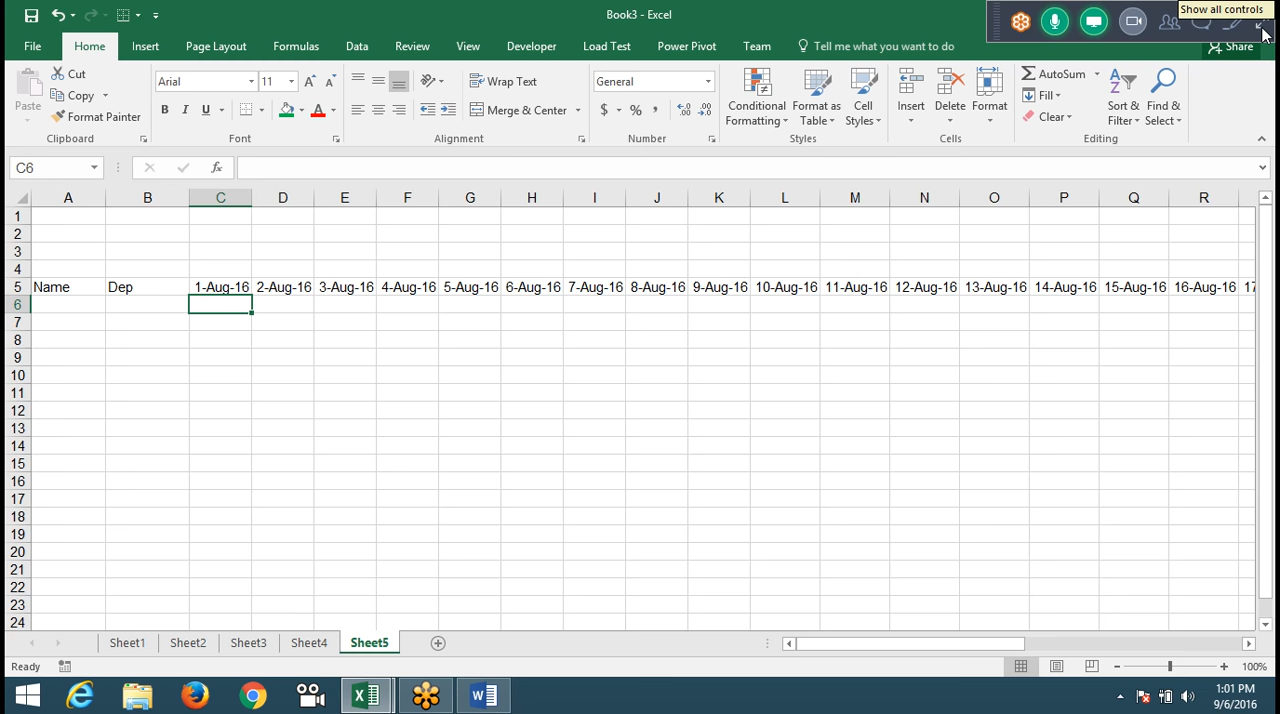 Book3 - Excel
Show all controls
File Home Insert Page Layout Formulas Data Review View Developer Load Test Power Pivot Team Tell me what you want to do Share
Paste
Cut
Copy
Format Painter
Clipboard
Arial 11
B I U
Font
Wrap Text
Merge & Center
Alignment
General
$ % ,
Number
Conditional Formatting
Format as Table
Cell Styles
Styles
Insert Delete Format
Cells
AutoSum
Fill
Clear
Sort & Filter
Find & Select
Editing
C6 fx
A B C D E F G H I J K L M N O P Q R
1
2
3
4
5 Name Dep 1-Aug-16 2-Aug-16 3-Aug-16 4-Aug-16 5-Aug-16 6-Aug-16 7-Aug-16 8-Aug-16 9-Aug-16 10-Aug-16 11-Aug-16 12-Aug-16 13-Aug-16 14-Aug-16 15-Aug-16 16-Aug-16 17
6
7
8
9
10
11
12
13
14
15
16
17
18
19
20
21
22
23
24
Sheet1 Sheet2 Sheet3 Sheet4 Sheet5
Ready 100%
1:01 PM
9/6/2016